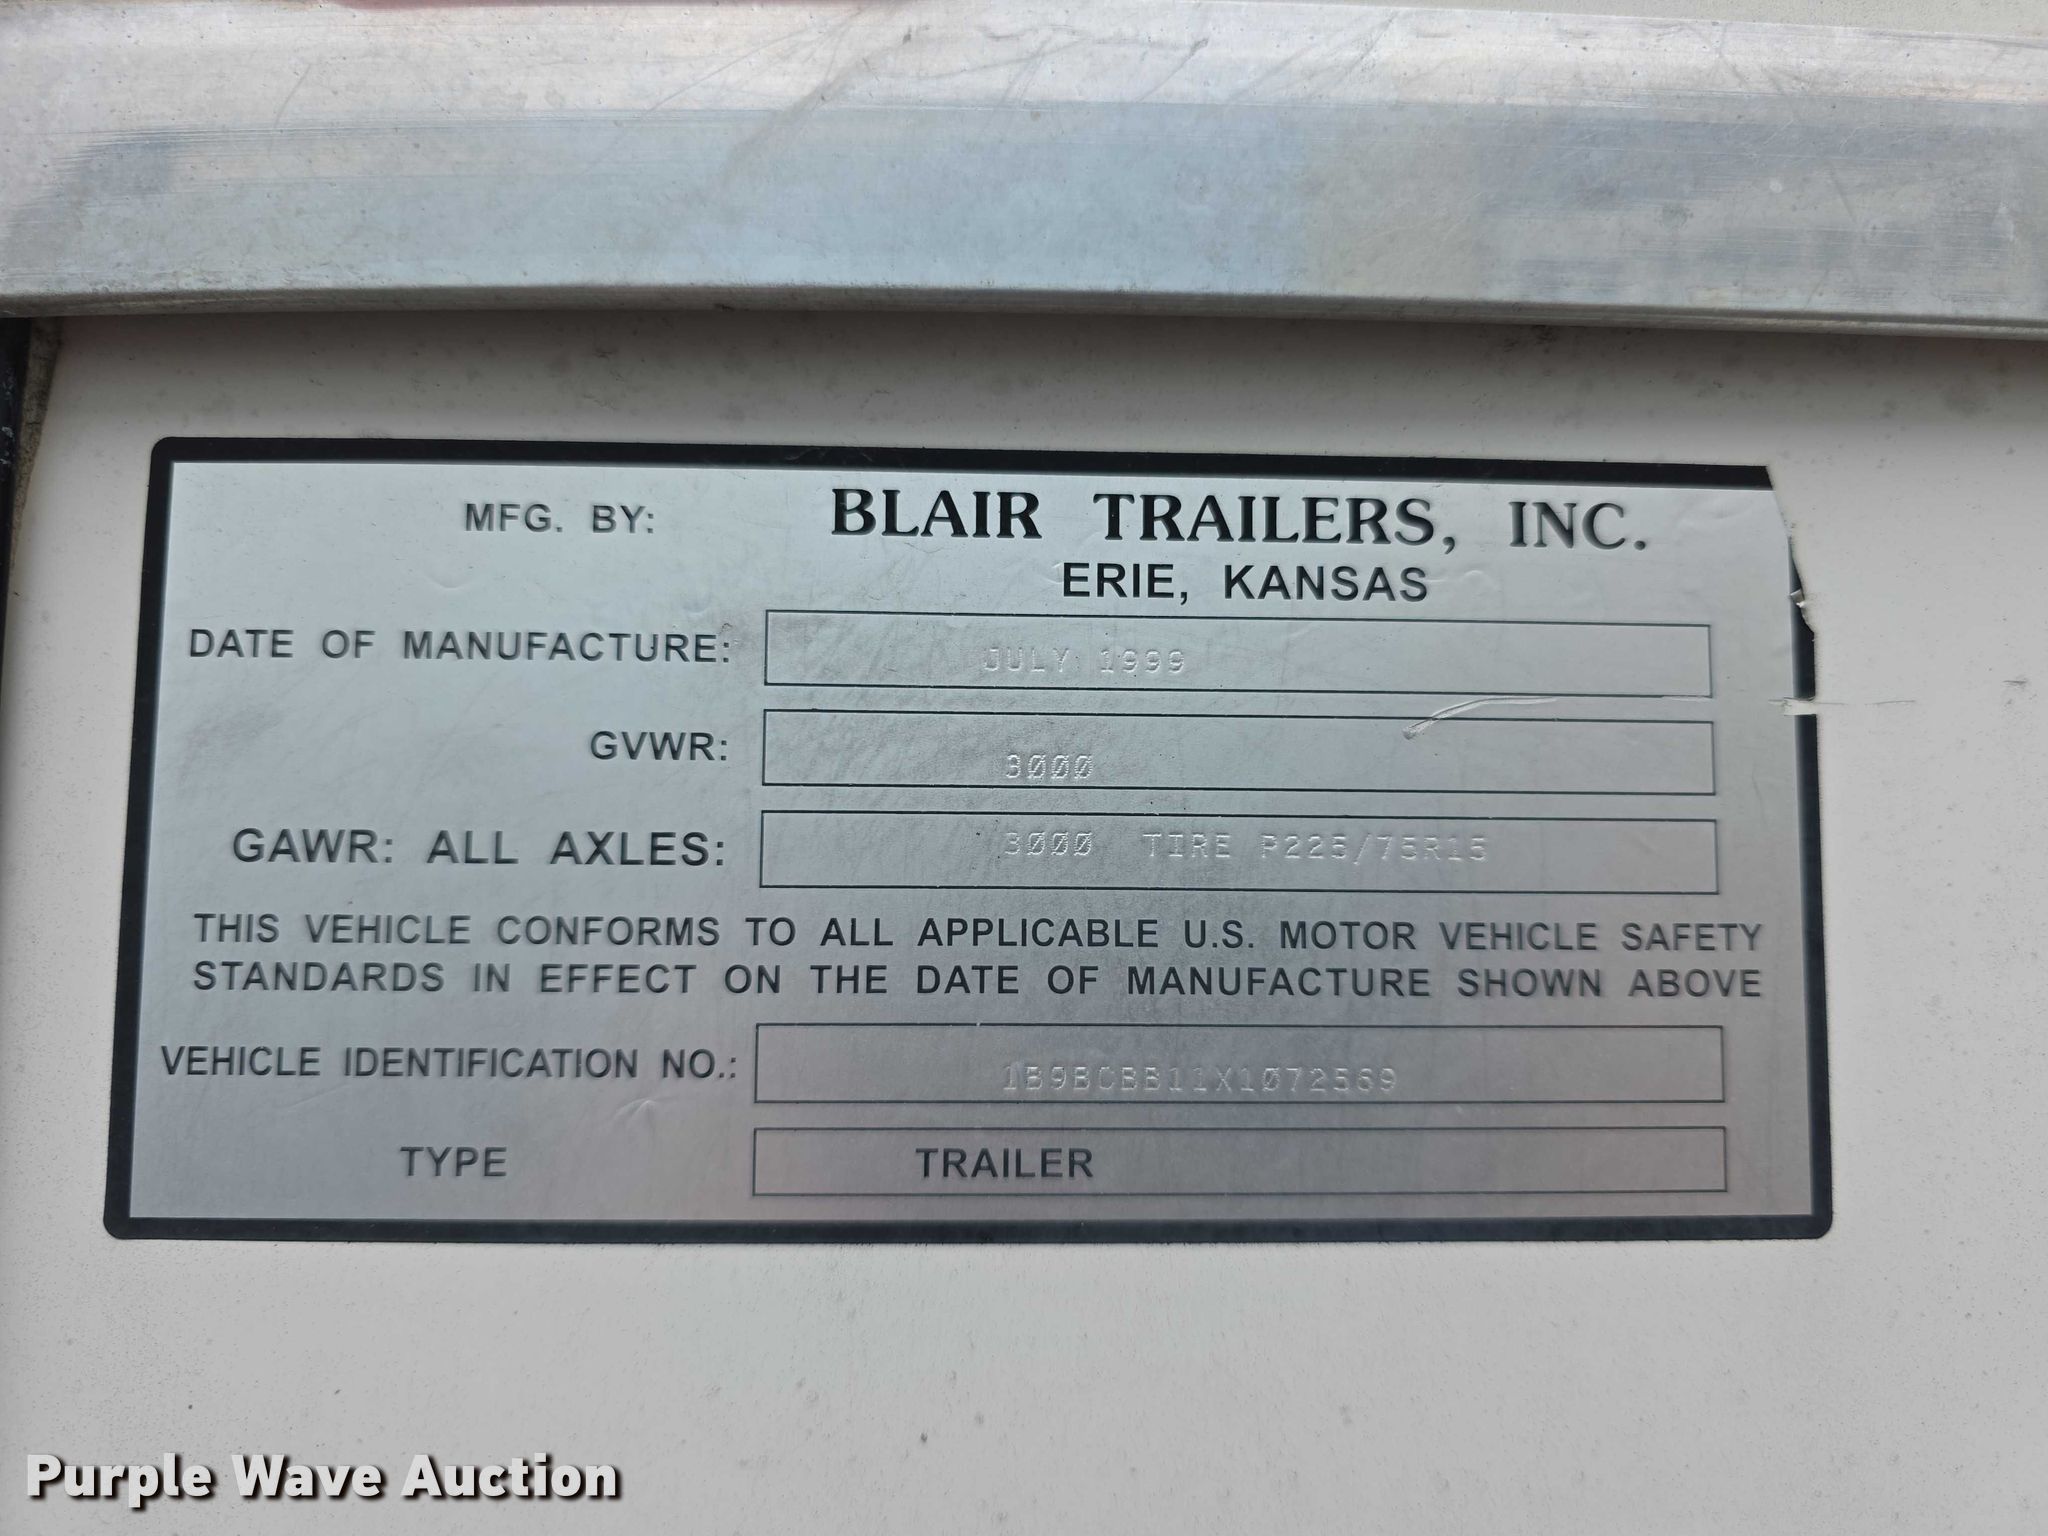 MFG. BY: BLAIR TRAILERS, INC.
ERIE, KANSAS
DATE OF MANUFACTURE: JULY 1999
GVWR: 3000
GAWR: ALL AXLES: 3000 TIRE P225/75R15
THIS VEHICLE CONFORMS TO ALL APPLICABLE U.S. MOTOR VEHICLE SAFETY
STANDARDS IN EFFECT ON THE DATE OF MANUFACTURE SHOWN ABOVE
VEHICLE IDENTIFICATION NO.: 1B9BCBB11X1072569
TYPE TRAILER
Purple Wave Auction